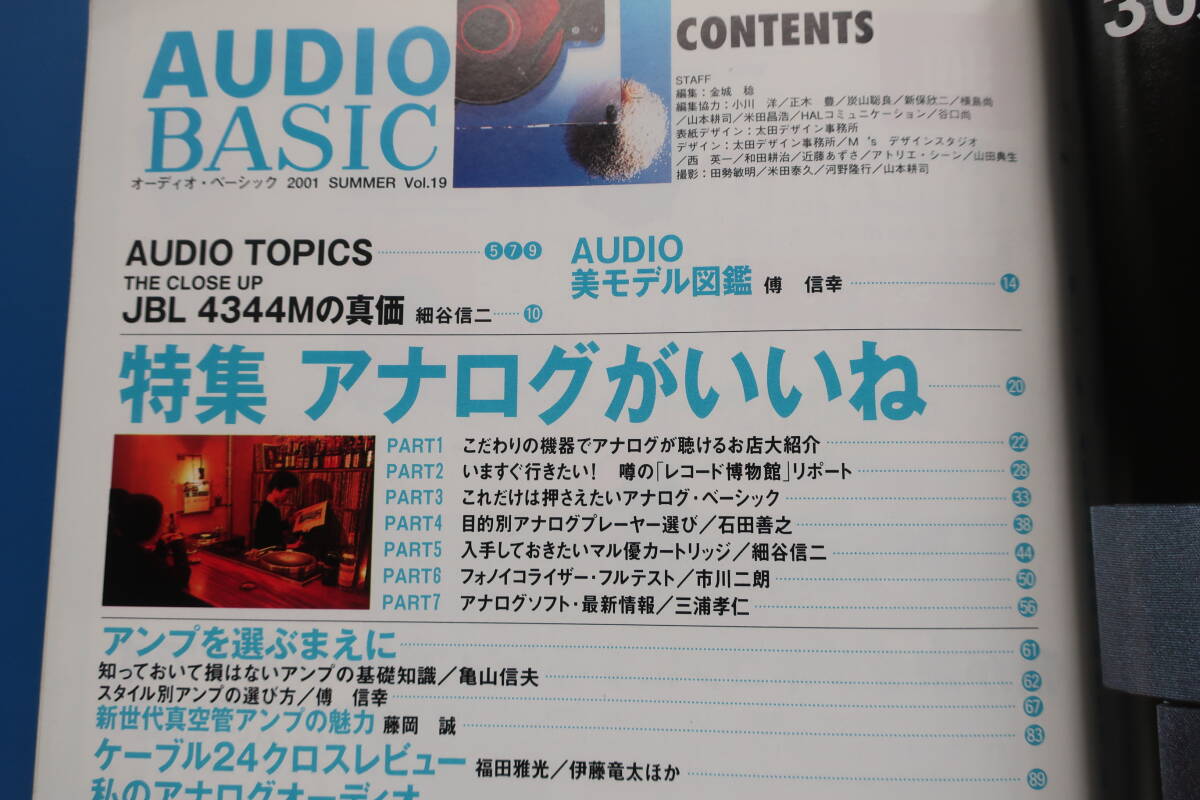 AUDIO
BASIC
オーディオ・ベーシック 2001 SUMMER Vol.19
CONTENTS
STAFF
編集：金城 稔
編集協力：小川 洋／正木 豊／炭山聡良／新保欣二／横島尚
／山本耕司／米田昌浩／HALコミュニケーション／谷口尚
表紙デザイン：太田デザイン事務所
デザイン：太田デザイン事務所／M's デザインスタジオ
／西 英一／和田耕治／近藤あずさ／アトリエ・シーン／山田典生
撮影：田勢敏明／米田泰久／河野隆行／山本耕司
AUDIO TOPICS 5 7 9
THE CLOSE UP
JBL 4344Mの真価 細谷信二 10
AUDIO
美モデル図鑑 傅 信幸 14
特集 アナログがいいね 20
PART1 こだわりの機器でアナログが聴けるお店大紹介 22
PART2 いますぐ行きたい！ 噂の「レコード博物館」リポート 28
PART3 これだけは押さえたいアナログ・ベーシック 33
PART4 目的別アナログプレーヤー選び／石田善之 38
PART5 入手しておきたいマル優カートリッジ／細谷信二 44
PART6 フォノイコライザー・フルテスト／市川二朗 50
PART7 アナログソフト・最新情報／三浦孝仁 56
アンプを選ぶまえに 61
知っておいて損はないアンプの基礎知識／亀山信夫 62
スタイル別アンプの選び方／傅 信幸 67
新世代真空管アンプの魅力 藤岡 誠 83
ケーブル24クロスレビュー 福田雅光／伊藤竜太ほか 89
私のアナログオーディオ